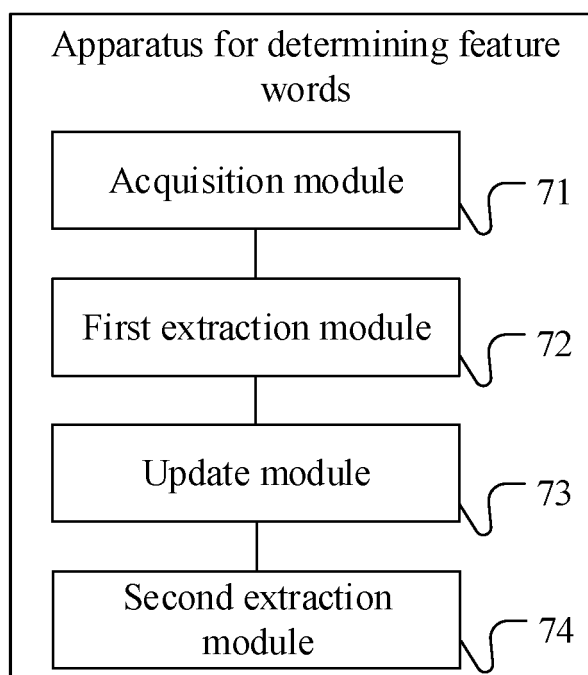 Apparatus for determining feature
words
Acquisition module
71
First extraction module
72
Update module
73
Second extraction
module
74